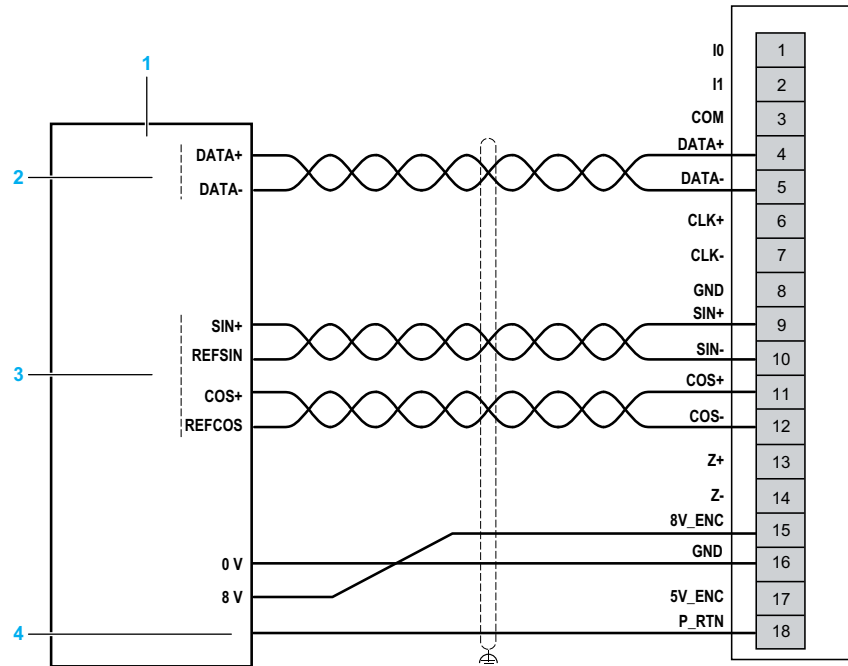 1
2
3
4
DATA+
DATA-
SIN+
REFSIN
COS+
REFCOS
0 V
8 V
I0 1
I1 2
COM 3
DATA+ 4
DATA- 5
CLK+ 6
CLK- 7
GND 8
SIN+ 9
SIN- 10
COS+ 11
COS- 12
Z+ 13
Z- 14
8V_ENC 15
GND 16
5V_ENC 17
P_RTN 18